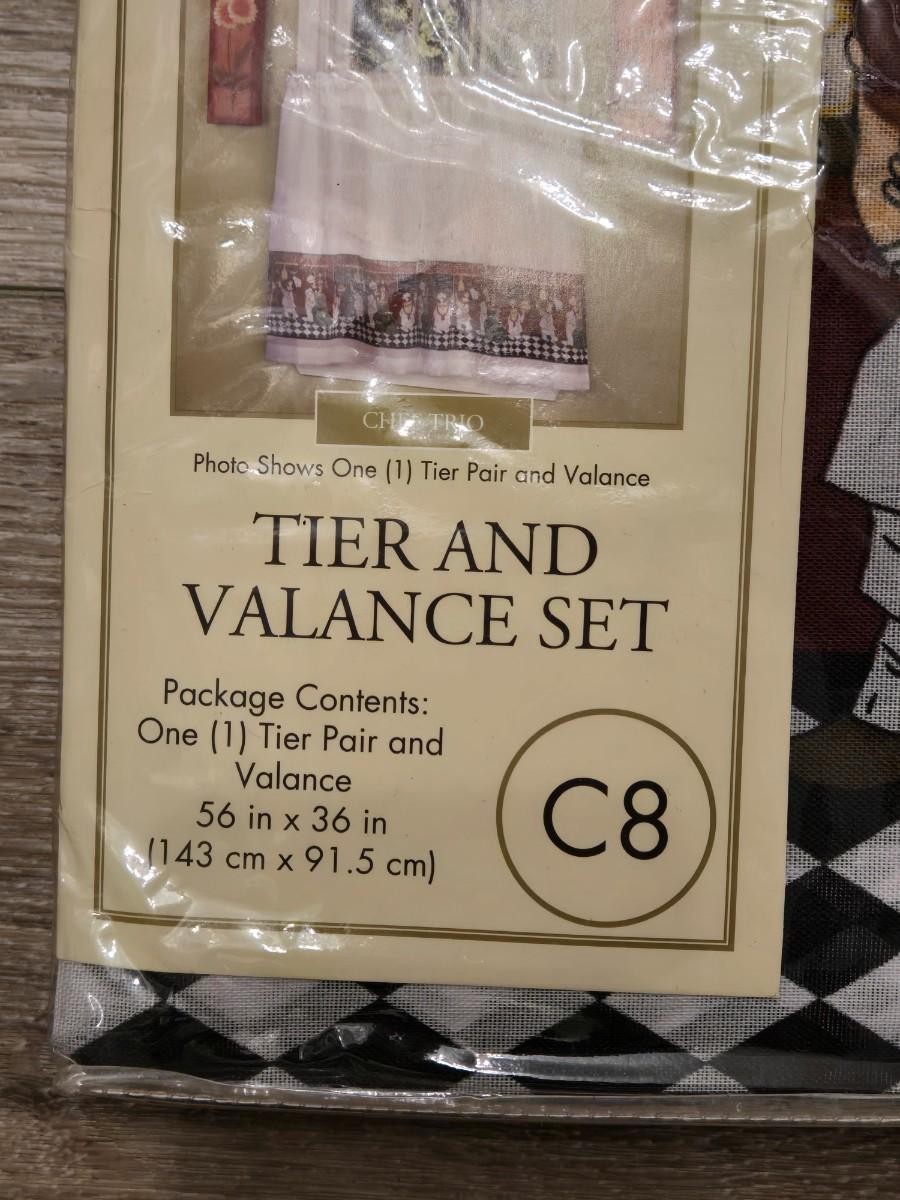 CHEF TRIO
Photo Shows One (1) Tier Pair and Valance
TIER AND
VALANCE SET
Package Contents:
One (1) Tier Pair and
Valance
56 in x 36 in
(143 cm x 91.5 cm)
C8